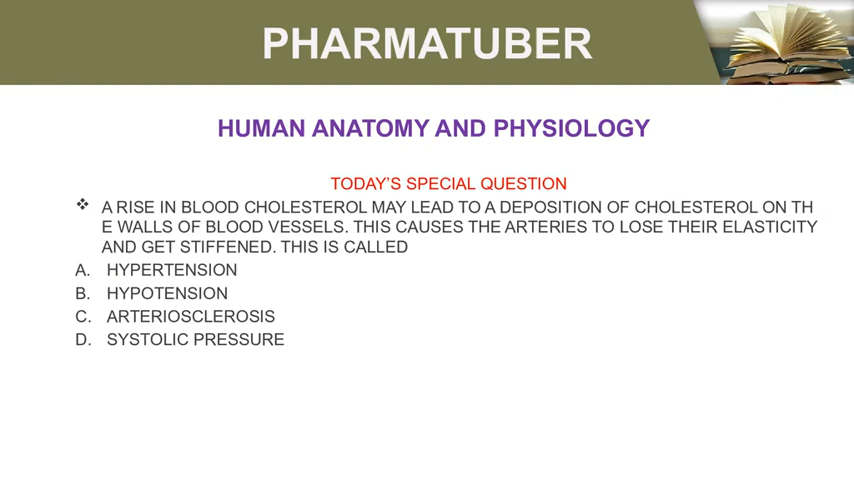 PHARMATUBER
HUMAN ANATOMY AND PHYSIOLOGY
TODAY'S SPECIAL QUESTION
❖ A RISE IN BLOOD CHOLESTEROL MAY LEAD TO A DEPOSITION OF CHOLESTEROL ON TH
E WALLS OF BLOOD VESSELS. THIS CAUSES THE ARTERIES TO LOSE THEIR ELASTICITY
AND GET STIFFENED. THIS IS CALLED
A. HYPERTENSION
B. HYPOTENSION
C. ARTERIOSCLEROSIS
D. SYSTOLIC PRESSURE